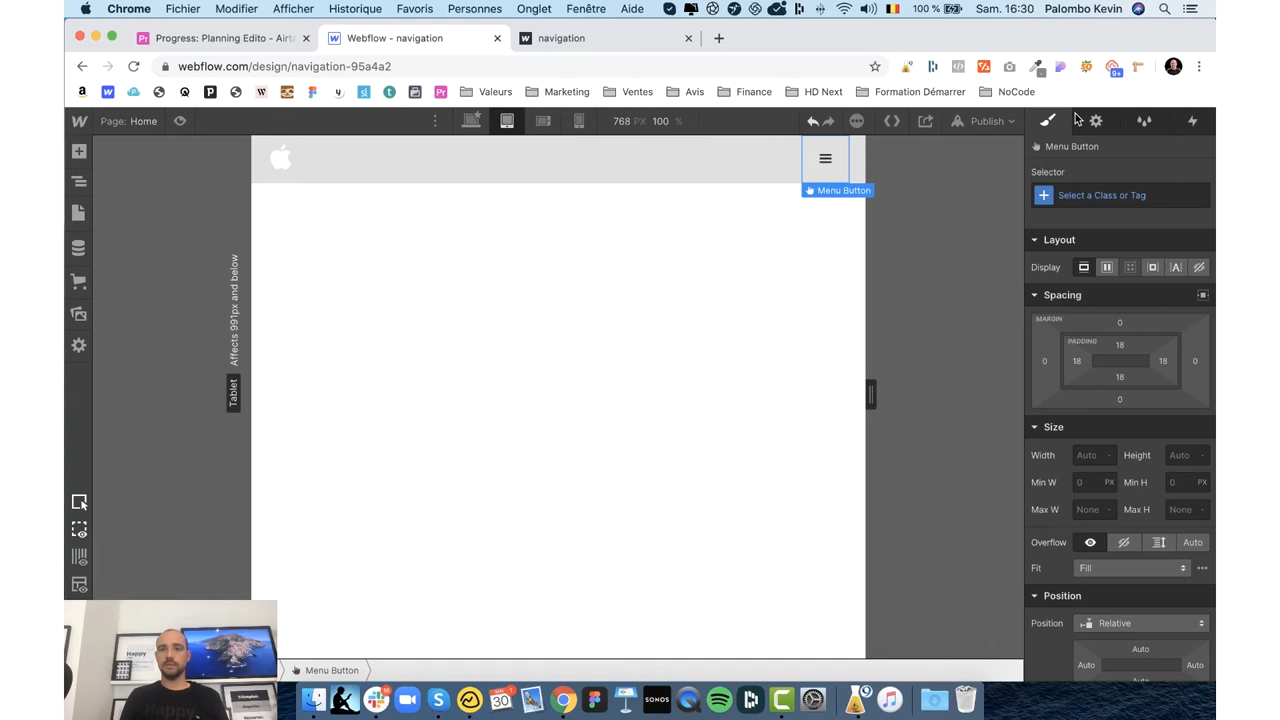 Chrome Fichier Modifier Afficher Historique Favoris Personnes Onglet Fenêtre Aide 100 % Sam. 16:30 Palombo Kevin
Progress: Planning Edito - Airta Webflow - navigation navigation
webflow.com/design/navigation-95a4a2
Valeurs Marketing Ventes Avis Finance HD Next Formation Démarrer NoCode
Page: Home 768 PX 100 % Publish
Menu Button
Selector
Menu Button
Select a Class or Tag
Layout
Display
Spacing
MARGIN
0
PADDING
18
0 18 18 0
18
0
Size
Width Auto - Height Auto -
Min W 0 PX Min H 0 PX
Max W None - Max H None -
Overflow Auto
Fit Fill
Position
Position Relative
Auto
Auto Auto
Affects 991px and below
Tablet
Menu Button
Happy
Happy
30
SONOS